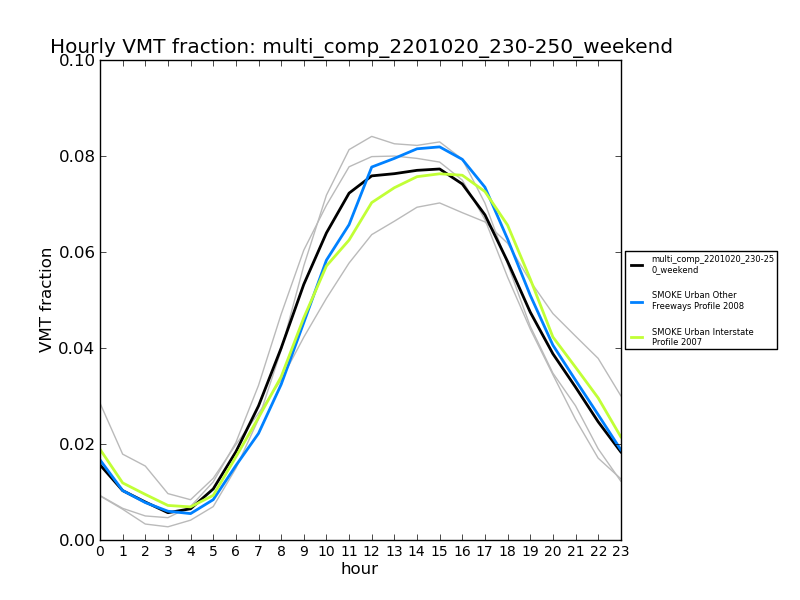 Hourly VMT fraction: multi_comp_2201020_230-250_weekend
0.10
0.08
0.06
0.04
0.02
0.00
VMT fraction
0 1 2 3 4 5 6 7 8 9 10 11 12 13 14 15 16 17 18 19 20 21 22 23
hour
multi_comp_2201020_230-25
0_weekend
SMOKE Urban Other
Freeways Profile 2008
SMOKE Urban Interstate
Profile 2007